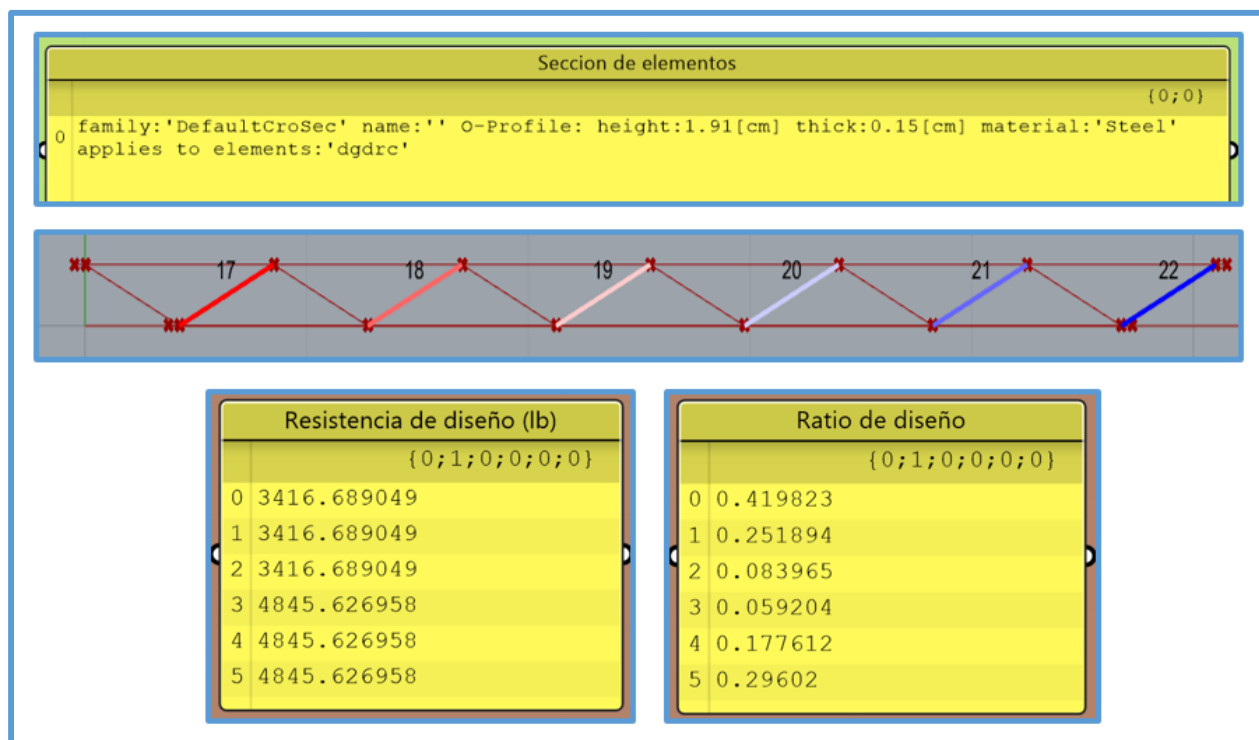 Seccion de elementos
{0;0}
0 family:'DefaultCroSec' name:'' O-Profile: height:1.91[cm] thick:0.15[cm] material:'Steel'
applies to elements:'dgdrc'
17 18 19 20 21 22
Resistencia de diseño (lb)
{0;1;0;0;0;0}
0 3416.689049
1 3416.689049
2 3416.689049
3 4845.626958
4 4845.626958
5 4845.626958
Ratio de diseño
{0;1;0;0;0;0}
0 0.419823
1 0.251894
2 0.083965
3 0.059204
4 0.177612
5 0.29602